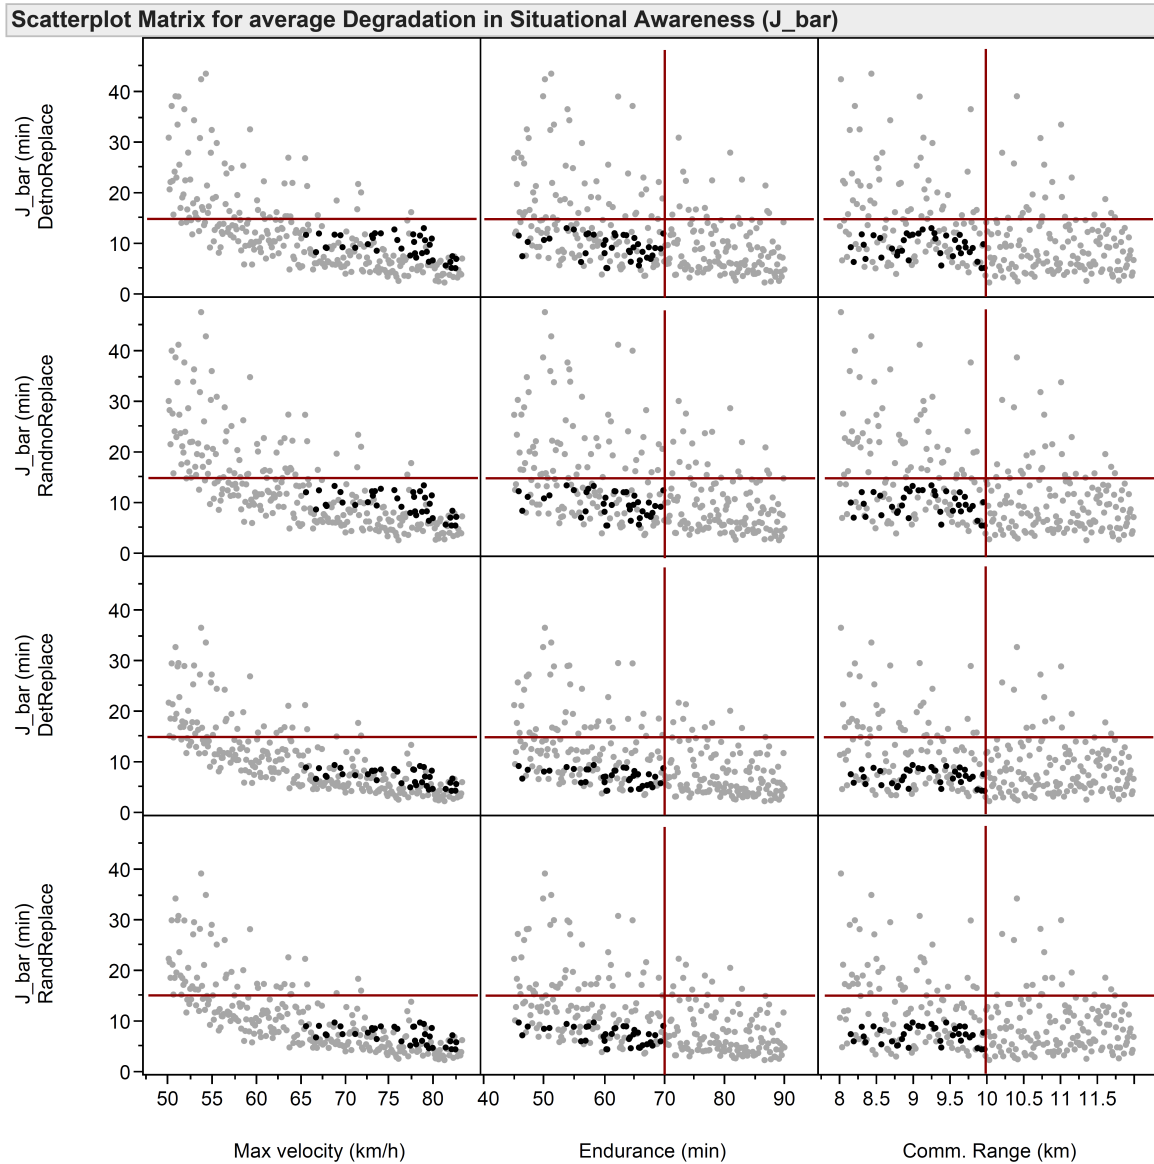 Scatterplot Matrix for average Degradation in Situational Awareness (J_bar)
J_bar (min)
DetnoReplace
40
30
20
10
0
J_bar (min)
RandnoReplace
40
30
20
10
0
J_bar (min)
DetReplace
40
30
20
10
0
J_bar (min)
RandReplace
40
30
20
10
0
50 55 60 65 70 75 80 40 50 60 70 80 90 8 8.5 9 9.5 10 10.5 11 11.5
Max velocity (km/h) Endurance (min) Comm. Range (km)